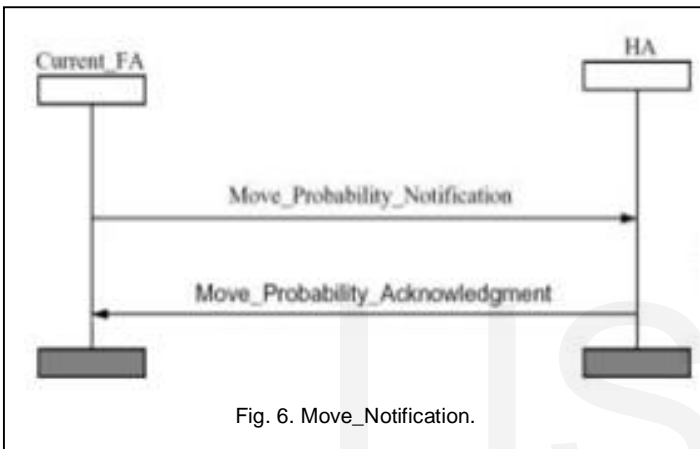 Current_FA
HA
Move_Probability_Notification
Move_Probability_Acknowledgment
Fig. 6. Move_Notification.